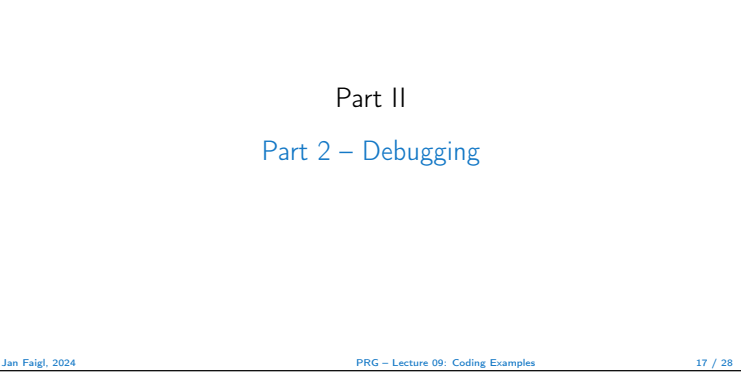 Part II
Part 2 – Debugging
Jan Faigl, 2024 PRG – Lecture 09: Coding Examples 17 / 28